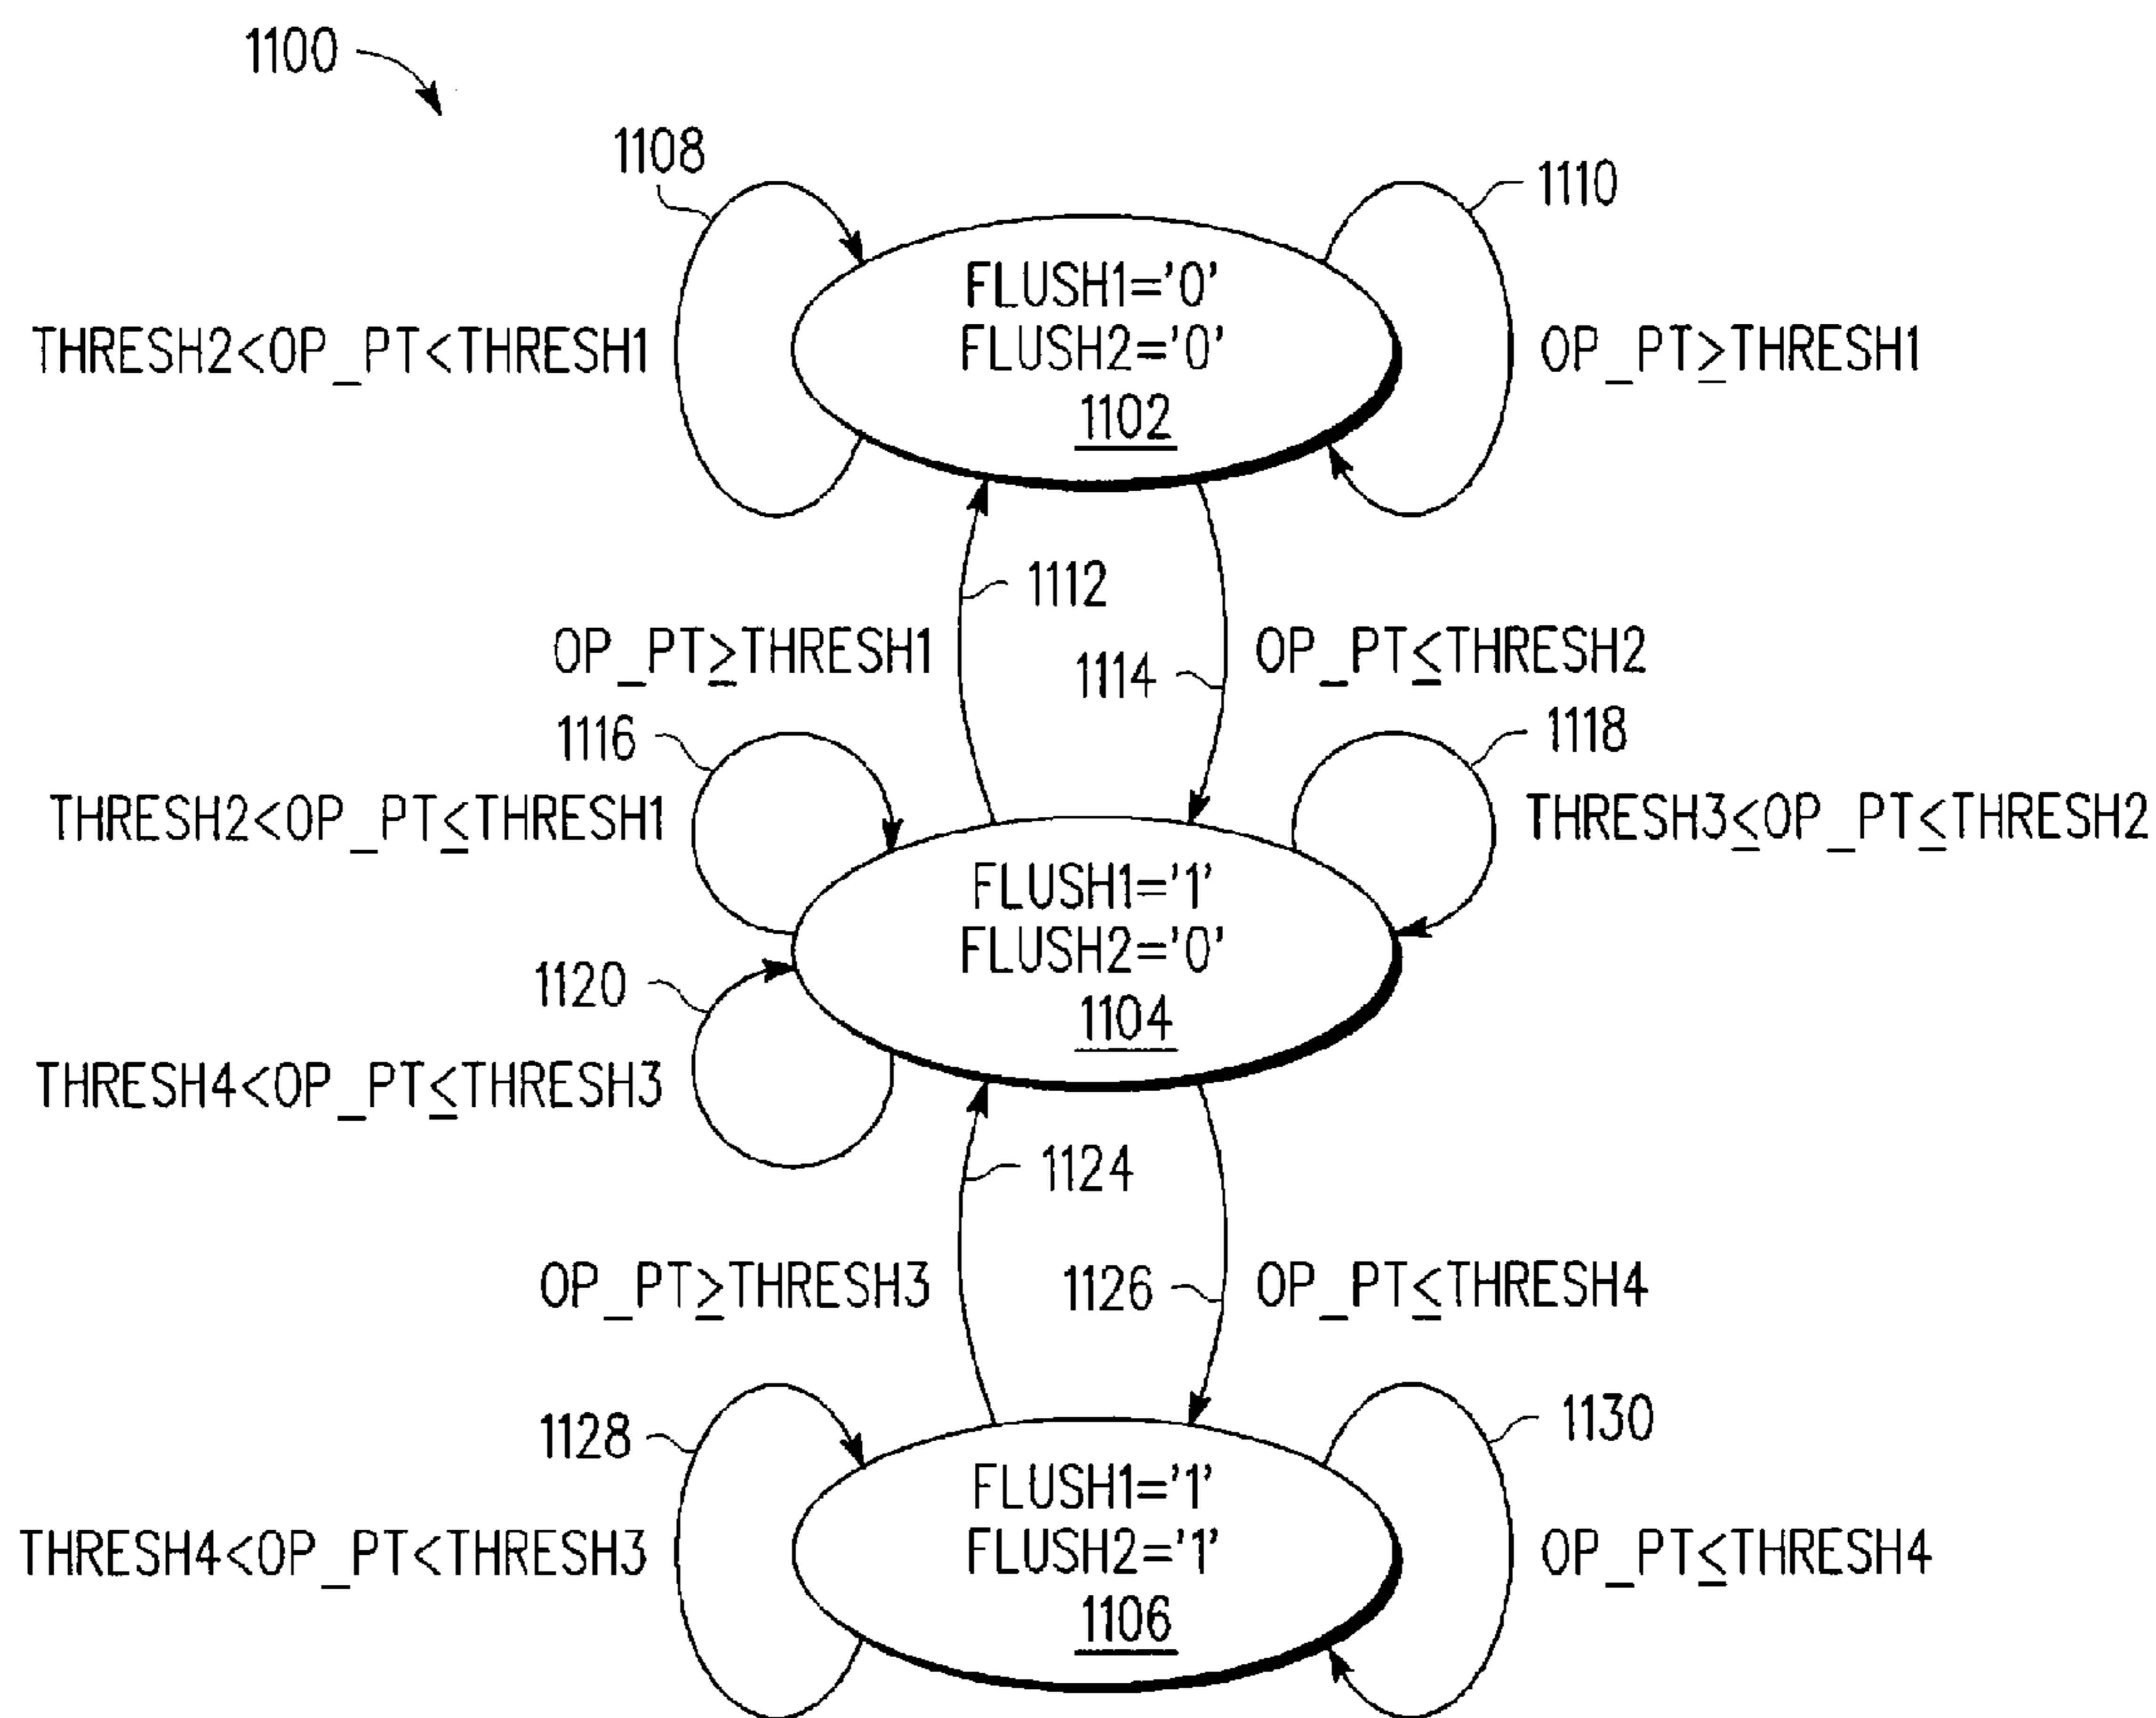 1100
1108
1110
FLUSH1='0'
FLUSH2='0'
1102
THRESH2<OP_PT<THRESH1
OP_PT≥THRESH1
1112
OP_PT≥THRESH1
1114
OP_PT≤THRESH2
1116
1118
THRESH2<OP_PT≤THRESH1
THRESH3≤OP_PT≤THRESH2
FLUSH1='1'
FLUSH2='0'
1104
1120
THRESH4<OP_PT≤THRESH3
1124
OP_PT≥THRESH3
1126
OP_PT≤THRESH4
1128
1130
FLUSH1='1'
FLUSH2='1'
1106
THRESH4<OP_PT<THRESH3
OP_PT≤THRESH4